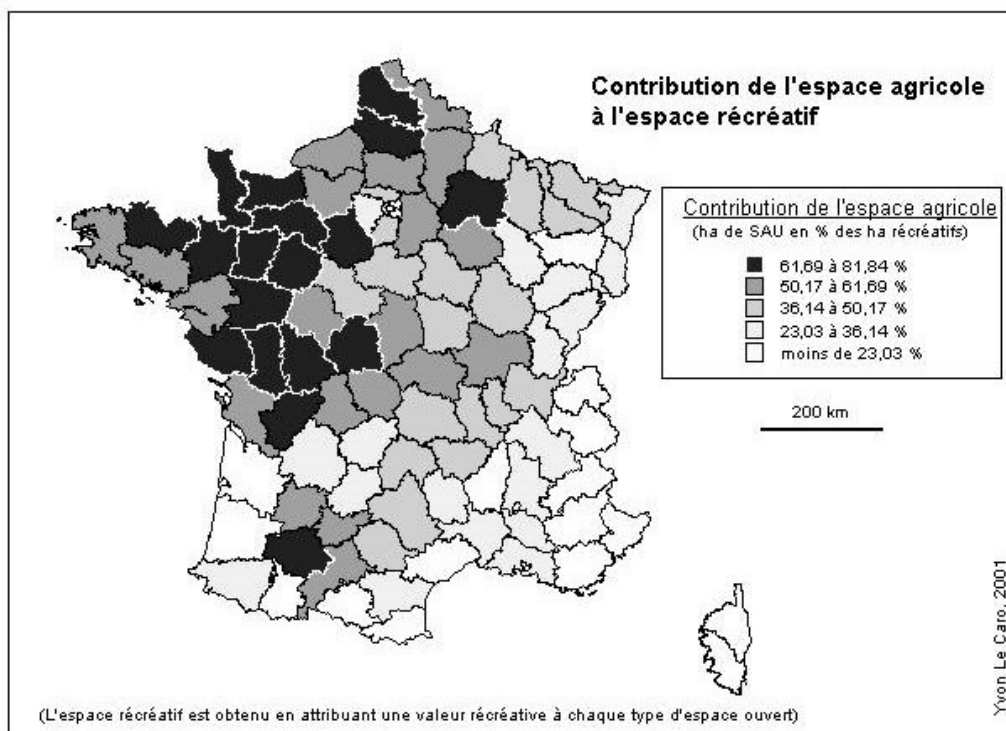 Contribution de l'espace agricole
à l'espace récréatif
Contribution de l'espace agricole
(ha de SAU en % des ha récréatifs)
61,69 à 81,84 %
50,17 à 61,69 %
36,14 à 50,17 %
23,03 à 36,14 %
moins de 23,03 %
200 km
Yvon Le Caro, 2001
(L'espace récréatif est obtenu en attribuant une valeur récréative à chaque type d'espace ouvert)